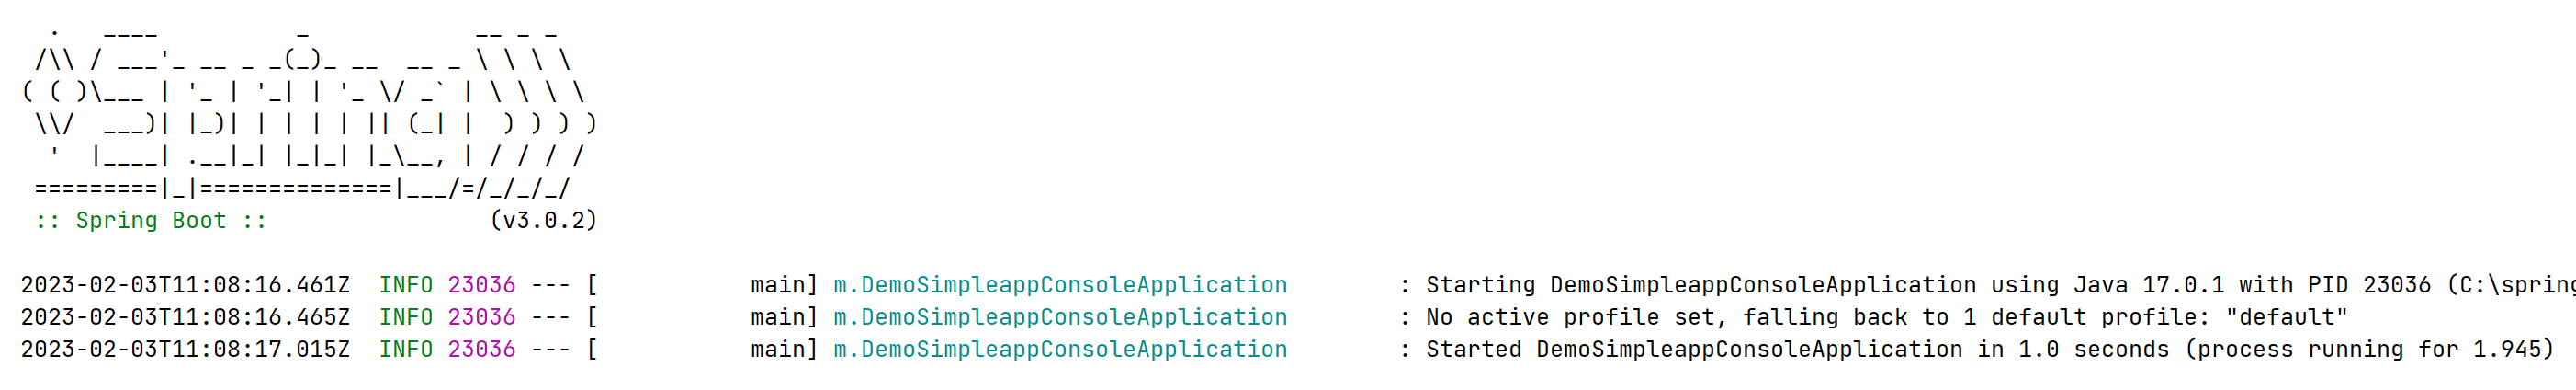 .   ____          _            __ _ _
 /\\ / ___'_ __ _ _(_)_ __  __ _ \ \ \ \
( ( )\___ | '_ | '_| | '_ \/ _` | \ \ \ \
 \\/  ___)| |_)| | | | | || (_| |  ) ) ) )
  '  |____| .__|_| |_|_| |_\__, | / / / /
 =========|_|==============|___/=/_/_/_/
 :: Spring Boot ::                (v3.0.2)

2023-02-03T11:08:16.461Z  INFO 23036 --- [           main] m.DemoSimpleappConsoleApplication        : Starting DemoSimpleappConsoleApplication using Java 17.0.1 with PID 23036 (C:\spring
2023-02-03T11:08:16.465Z  INFO 23036 --- [           main] m.DemoSimpleappConsoleApplication        : No active profile set, falling back to 1 default profile: "default"
2023-02-03T11:08:17.015Z  INFO 23036 --- [           main] m.DemoSimpleappConsoleApplication        : Started DemoSimpleappConsoleApplication in 1.0 seconds (process running for 1.945)